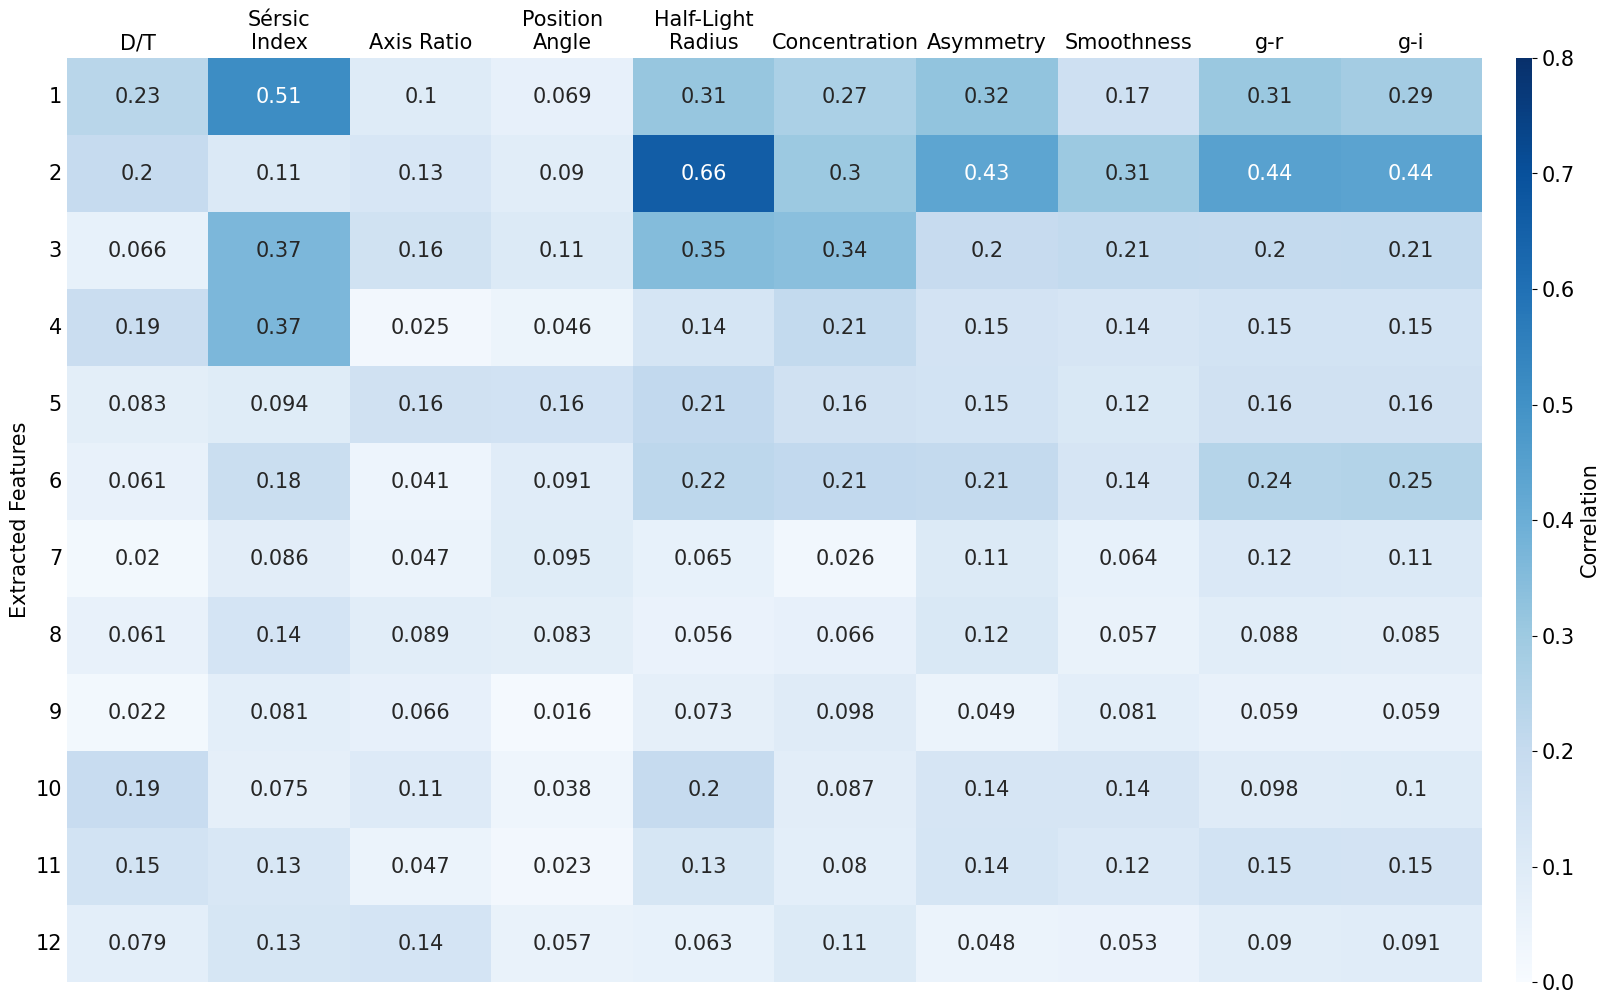 Sérsic Position Half-Light
D/T Index Axis Ratio Angle Radius Concentration Asymmetry Smoothness g-r g-i
1 0.23 0.51 0.1 0.069 0.31 0.27 0.32 0.17 0.31 0.29
2 0.2 0.11 0.13 0.09 0.66 0.3 0.43 0.31 0.44 0.44
3 0.066 0.37 0.16 0.11 0.35 0.34 0.2 0.21 0.2 0.21
4 0.19 0.37 0.025 0.046 0.14 0.21 0.15 0.14 0.15 0.15
5 0.083 0.094 0.16 0.16 0.21 0.16 0.15 0.12 0.16 0.16
6 0.061 0.18 0.041 0.091 0.22 0.21 0.21 0.14 0.24 0.25
7 0.02 0.086 0.047 0.095 0.065 0.026 0.11 0.064 0.12 0.11
8 0.061 0.14 0.089 0.083 0.056 0.066 0.12 0.057 0.088 0.085
9 0.022 0.081 0.066 0.016 0.073 0.098 0.049 0.081 0.059 0.059
10 0.19 0.075 0.11 0.038 0.2 0.087 0.14 0.14 0.098 0.1
11 0.15 0.13 0.047 0.023 0.13 0.08 0.14 0.12 0.15 0.15
12 0.079 0.13 0.14 0.057 0.063 0.11 0.048 0.053 0.09 0.091
Extracted Features
0.8
0.7
0.6
0.5
0.4
0.3
0.2
0.1
0.0
Correlation